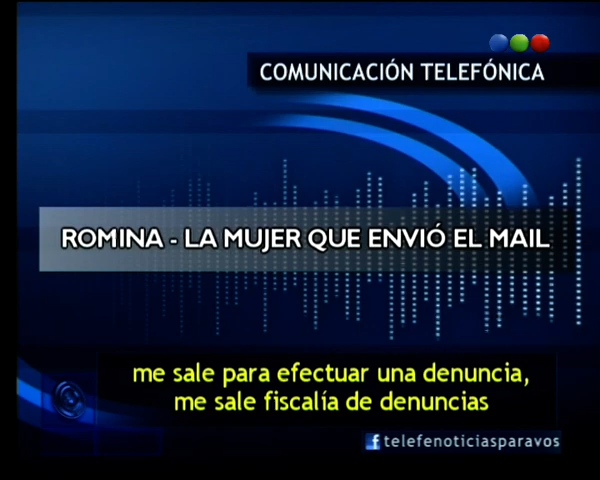 COMUNICACIÓN TELEFÓNICA
ROMINA - LA MUJER QUE ENVIÓ EL MAIL
me sale para efectuar una denuncia,
me sale fiscalía de denuncias
f telefenoticiasparavos